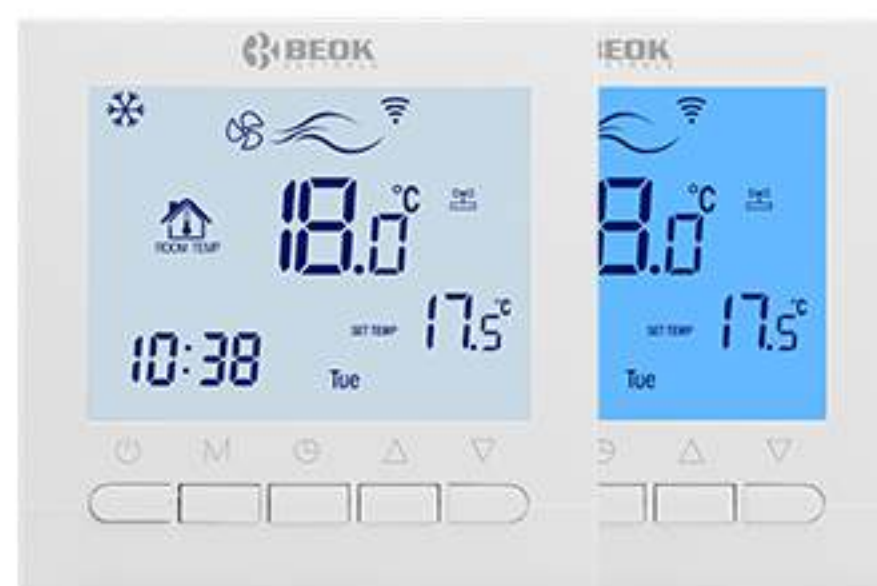 BEOK
EOK
18.0°C
8.0°C
ROOM TEMP
SET TEMP 17.5°C
SET TEMP 17.5°C
10:38
Tue
Tue
M